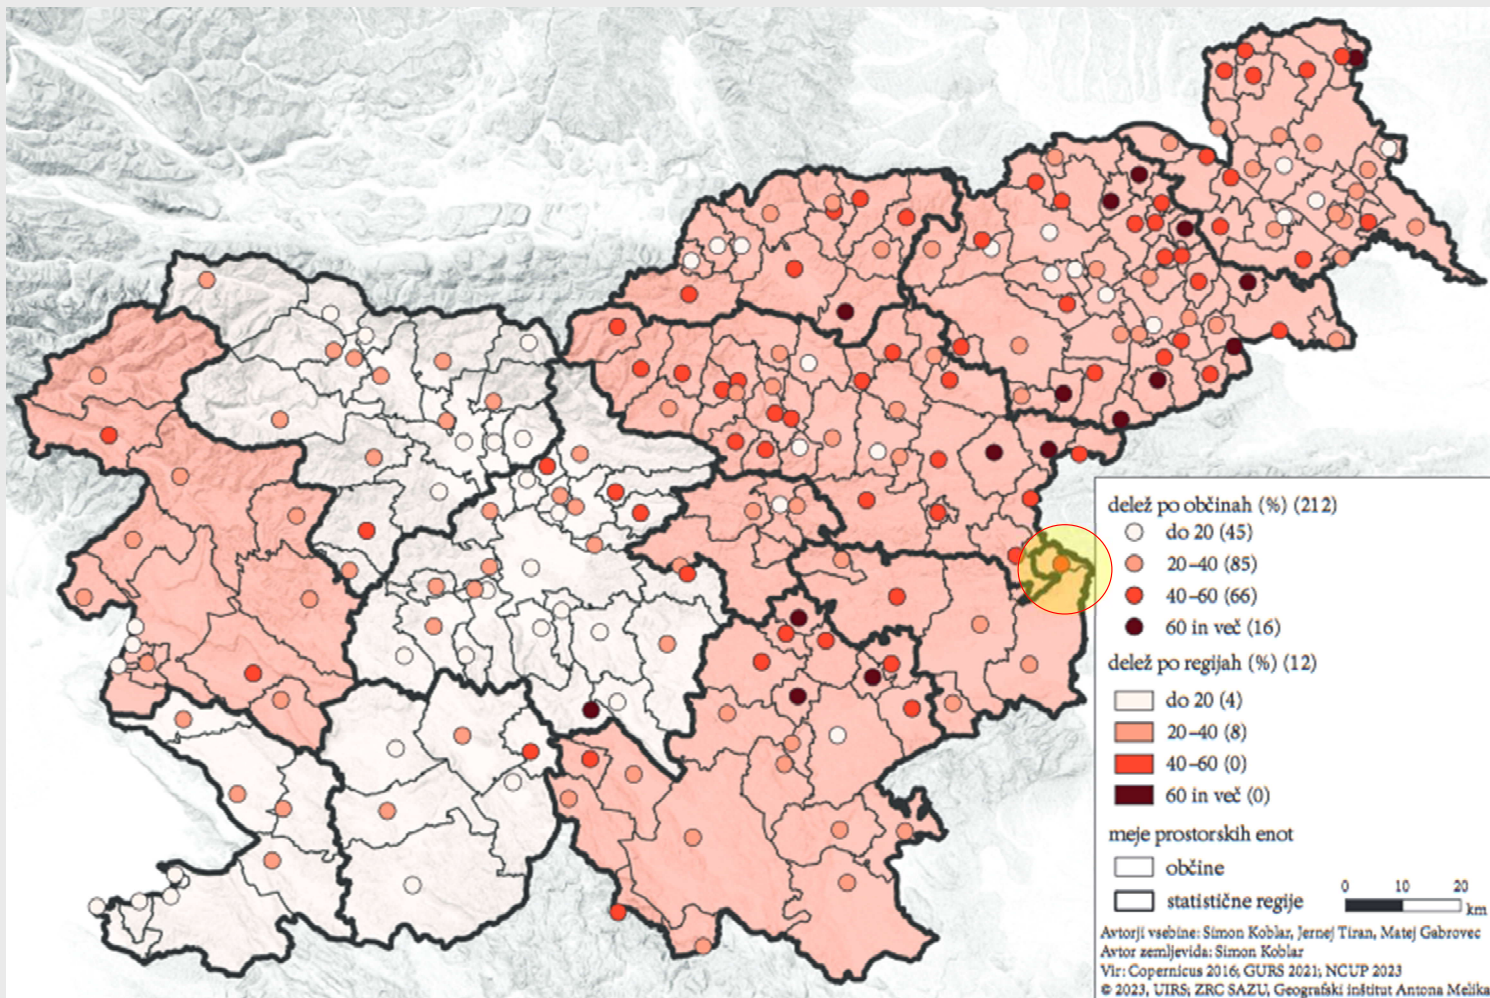 delež po občinah (%) (212)
do 20 (45)
20–40 (85)
40–60 (66)
60 in več (16)
delež po regijah (%) (12)
do 20 (4)
20–40 (8)
40–60 (0)
60 in več (0)
meje prostorskih enot
občine
statistične regije
0 10 20
km
Avtorji vsebine: Simon Koblar, Jernej Tiran, Matej Gabrovec
Avtor zemljevida: Simon Koblar
Vir: Copernicus 2016; GURS 2021; NCUP 2023
© 2023, UIRS; ZRC SAZU, Geografski inštitut Antona Melika